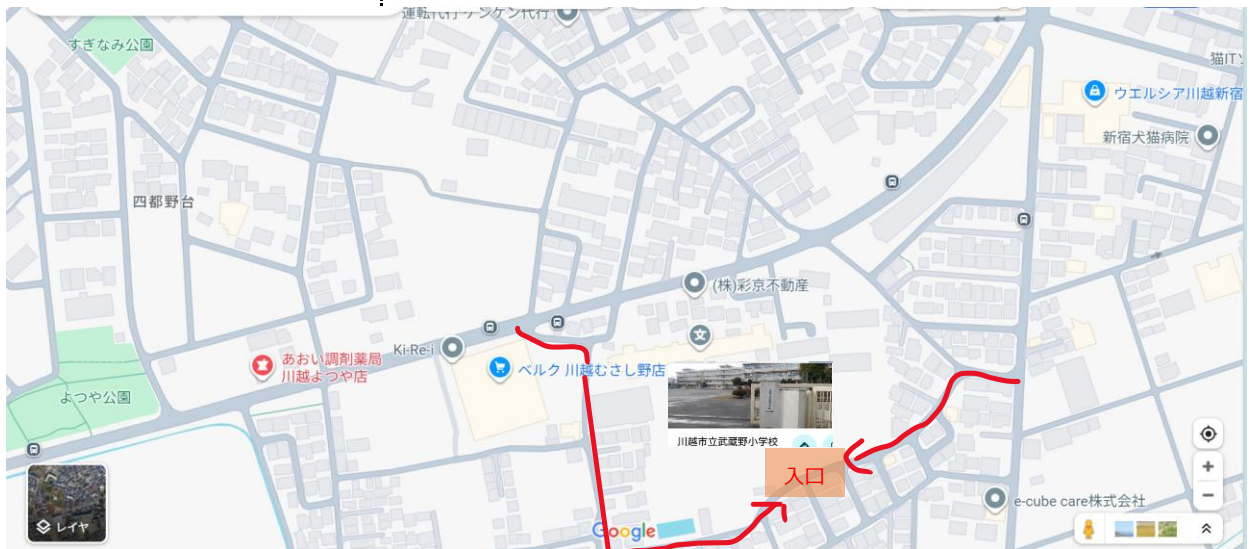 運転代行 ケンケン代行
すぎなみ公園
ウエルシア川越新宿
新宿犬猫病院
四都野台
(株)彩京不動産
Ki-Re-i
あおい調剤薬局
川越よつや店
ベルク 川越むさし野店
文
よつや公園
川越市立武蔵野小学校
入口
e-cube care株式会社
レイヤ
Google